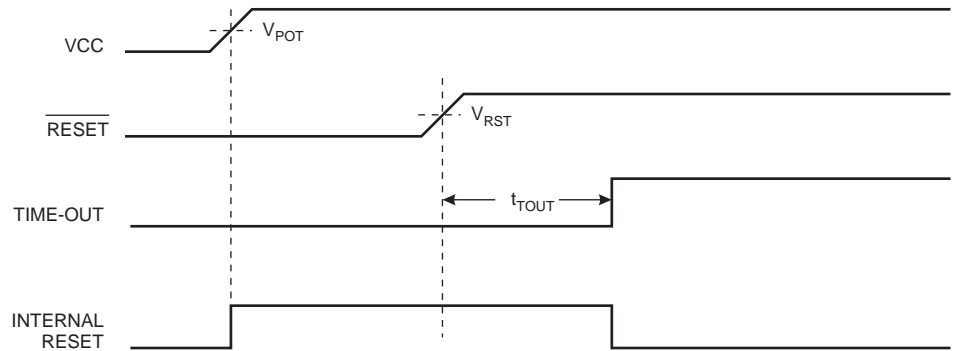 VCC
VPOT
RESET
VRST
TIME-OUT
tTOUT
INTERNAL
RESET